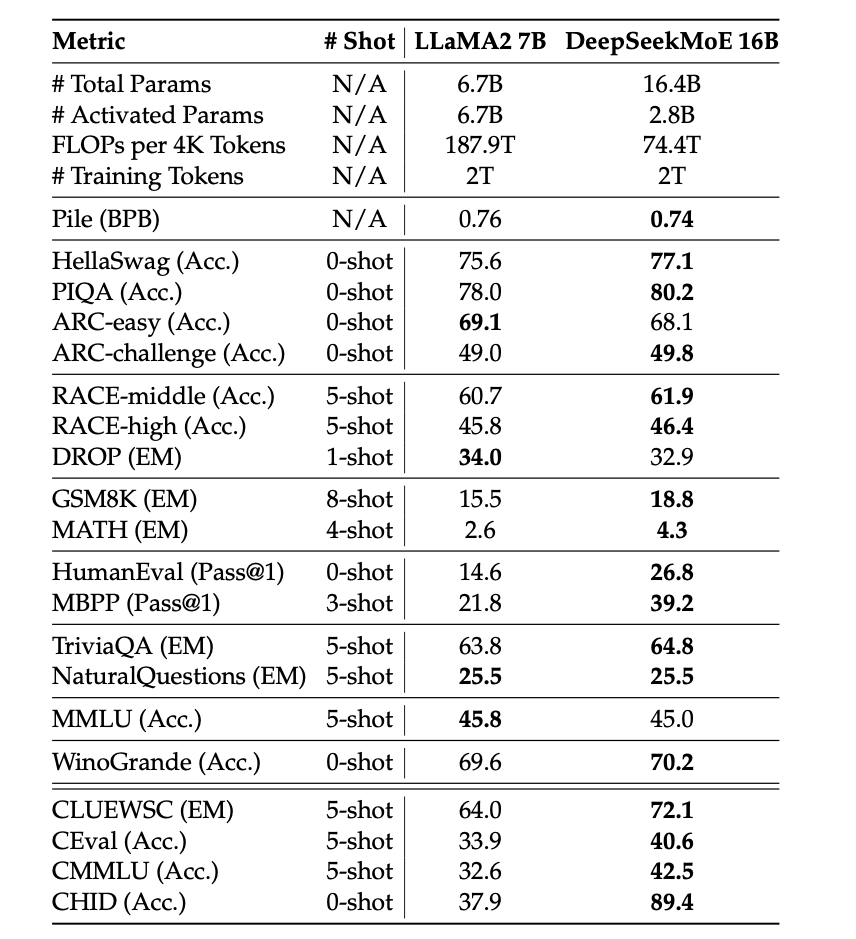 Metric # Shot LLaMA2 7B DeepSeekMoE 16B
# Total Params N/A 6.7B 16.4B
# Activated Params N/A 6.7B 2.8B
FLOPs per 4K Tokens N/A 187.9T 74.4T
# Training Tokens N/A 2T 2T
Pile (BPB) N/A 0.76 0.74
HellaSwag (Acc.) 0-shot 75.6 77.1
PIQA (Acc.) 0-shot 78.0 80.2
ARC-easy (Acc.) 0-shot 69.1 68.1
ARC-challenge (Acc.) 0-shot 49.0 49.8
RACE-middle (Acc.) 5-shot 60.7 61.9
RACE-high (Acc.) 5-shot 45.8 46.4
DROP (EM) 1-shot 34.0 32.9
GSM8K (EM) 8-shot 15.5 18.8
MATH (EM) 4-shot 2.6 4.3
HumanEval (Pass@1) 0-shot 14.6 26.8
MBPP (Pass@1) 3-shot 21.8 39.2
TriviaQA (EM) 5-shot 63.8 64.8
NaturalQuestions (EM) 5-shot 25.5 25.5
MMLU (Acc.) 5-shot 45.8 45.0
WinoGrande (Acc.) 0-shot 69.6 70.2
CLUEWSC (EM) 5-shot 64.0 72.1
CEval (Acc.) 5-shot 33.9 40.6
CMMLU (Acc.) 5-shot 32.6 42.5
CHID (Acc.) 0-shot 37.9 89.4